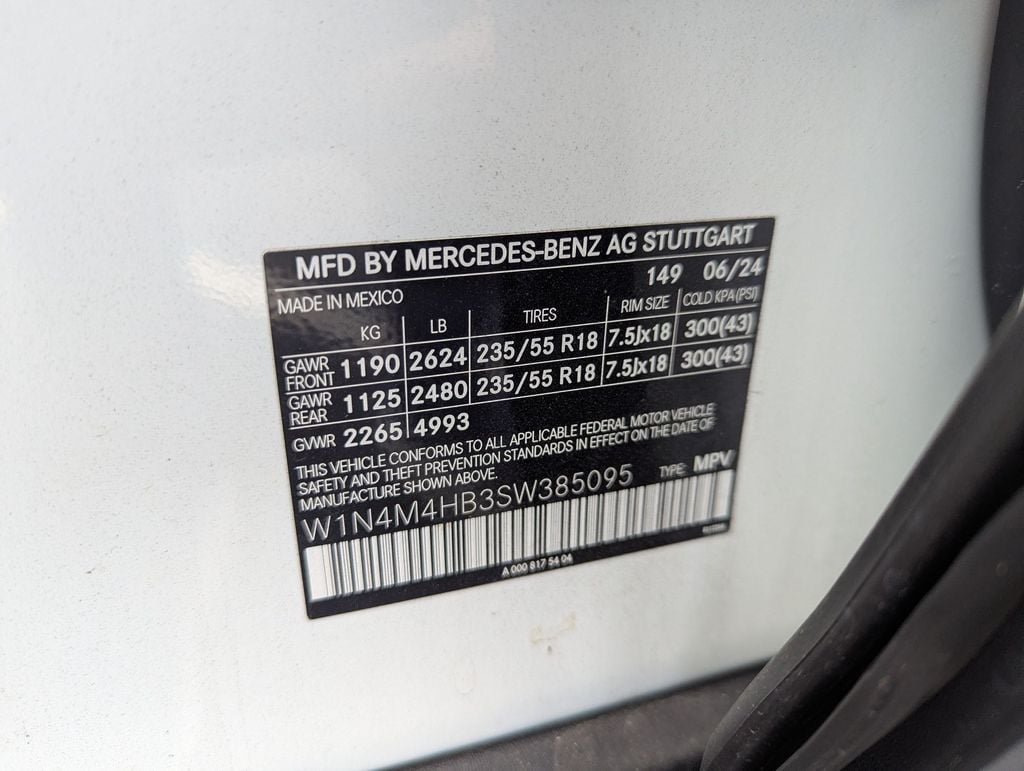 MFD BY MERCEDES-BENZ AG STUTTGART
149 06/24
MADE IN MEXICO
KG LB TIRES RIM SIZE COLD KPA (PSI)
GAWR FRONT 1190 2624 235/55 R18 7.5Jx18 300(43)
GAWR REAR 1125 2480 235/55 R18 7.5Jx18 300(43)
GVWR 2265 4993
THIS VEHICLE CONFORMS TO ALL APPLICABLE FEDERAL MOTOR VEHICLE
SAFETY AND THEFT PREVENTION STANDARDS IN EFFECT ON THE DATE OF
MANUFACTURE SHOWN ABOVE.
W1N4M4HB3SW385095 TYPE: MPV
A 000 817 54 04